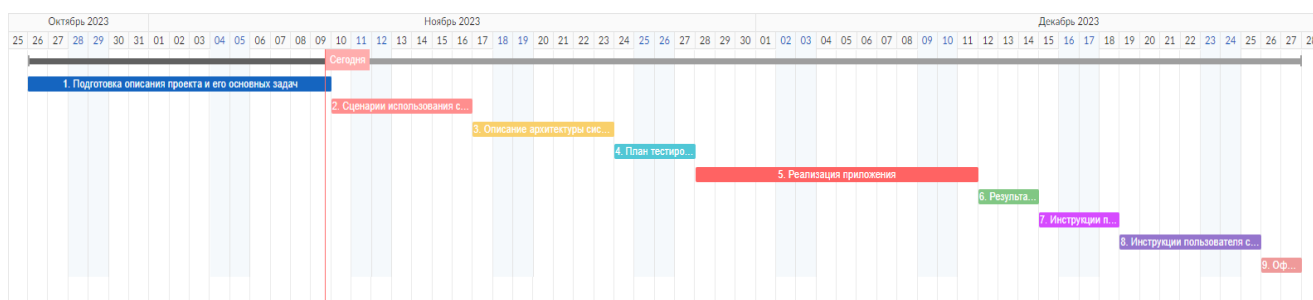 Октябрь 2023 Ноябрь 2023 Декабрь 2023
25 26 27 28 29 30 31 01 02 03 04 05 06 07 08 09 10 11 12 13 14 15 16 17 18 19 20 21 22 23 24 25 26 27 28 29 30 01 02 03 04 05 06 07 08 09 10 11 12 13 14 15 16 17 18 19 20 21 22 23 24 25 26 27 28
Сегодня
1. Подготовка описания проекта и его основных задач
2. Сценарии использования с...
3. Описание архитектуры сис...
4. План тестиро...
5. Реализация приложения
6. Результа...
7. Инструкции п...
8. Инструкции пользователя с...
9. Оф...